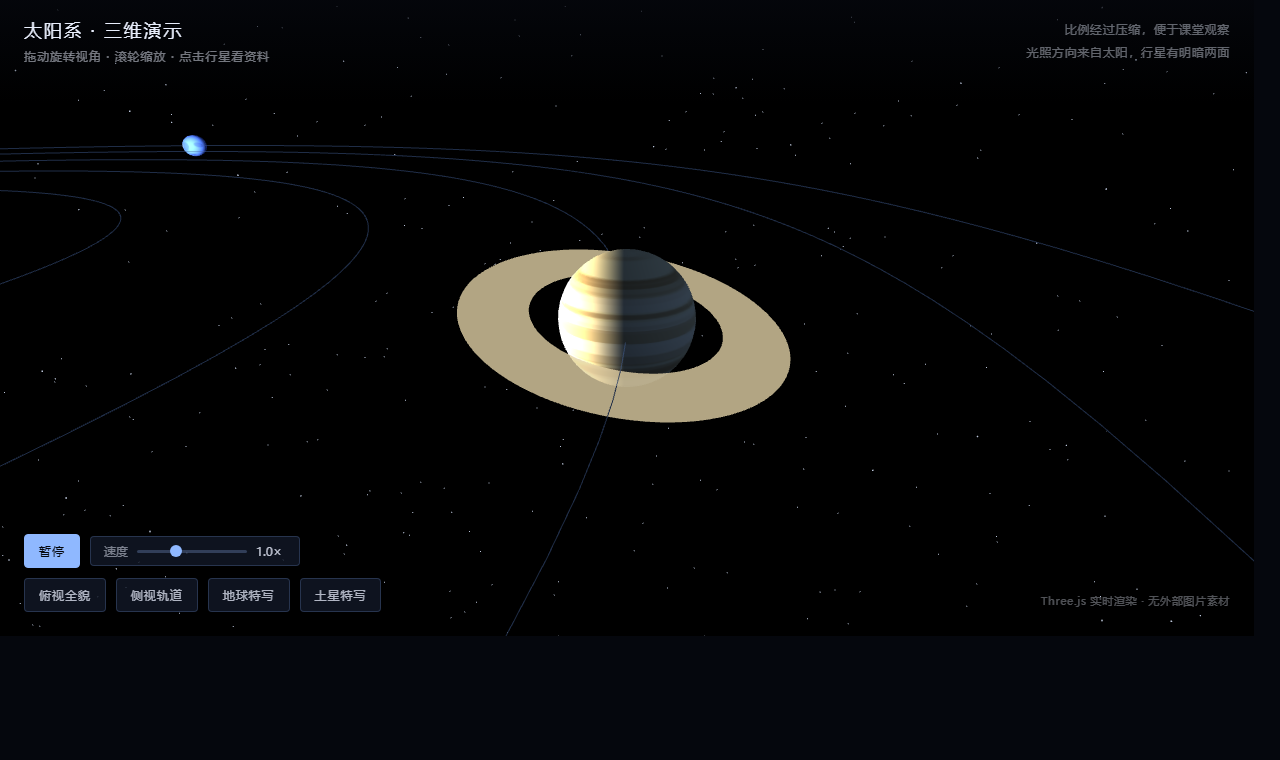 太阳系 · 三维演示
拖动旋转视角 · 滚轮缩放 · 点击行星看资料
比例经过压缩，便于课堂观察
光照方向来自太阳，行星有明暗两面
暂停
速度 1.0×
俯视全貌 侧视轨道 地球特写 土星特写
Three.js 实时渲染 · 无外部图片素材